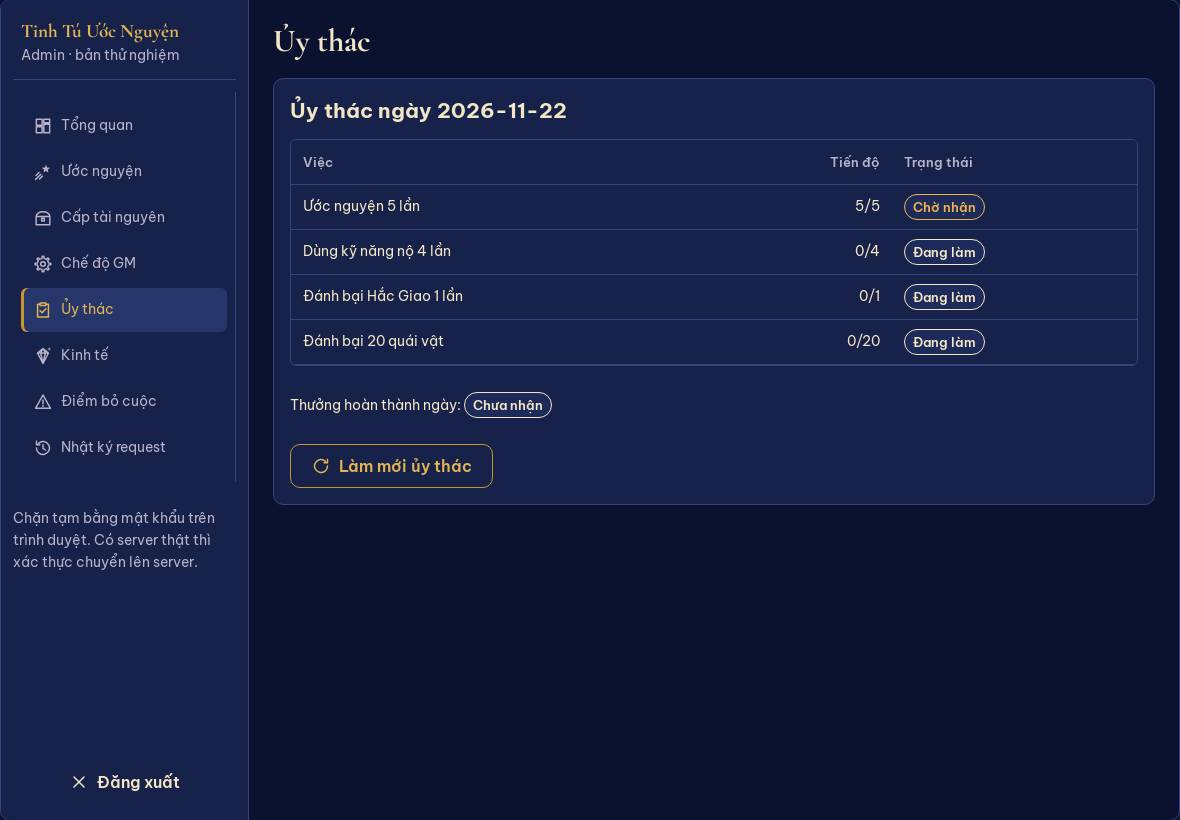 Tinh Tú Ước Nguyện
Admin · bản thử nghiệm
Tổng quan
Ước nguyện
Cấp tài nguyên
Chế độ GM
Ủy thác
Kinh tế
Điểm bỏ cuộc
Nhật ký request
Chặn tạm bằng mật khẩu trên
trình duyệt. Có server thật thì
xác thực chuyển lên server.
Đăng xuất
Ủy thác
Ủy thác ngày 2026-11-22
Việc Tiến độ Trạng thái
Ước nguyện 5 lần 5/5 Chờ nhận
Dùng kỹ năng nộ 4 lần 0/4 Đang làm
Đánh bại Hắc Giao 1 lần 0/1 Đang làm
Đánh bại 20 quái vật 0/20 Đang làm
Thưởng hoàn thành ngày: Chưa nhận
Làm mới ủy thác